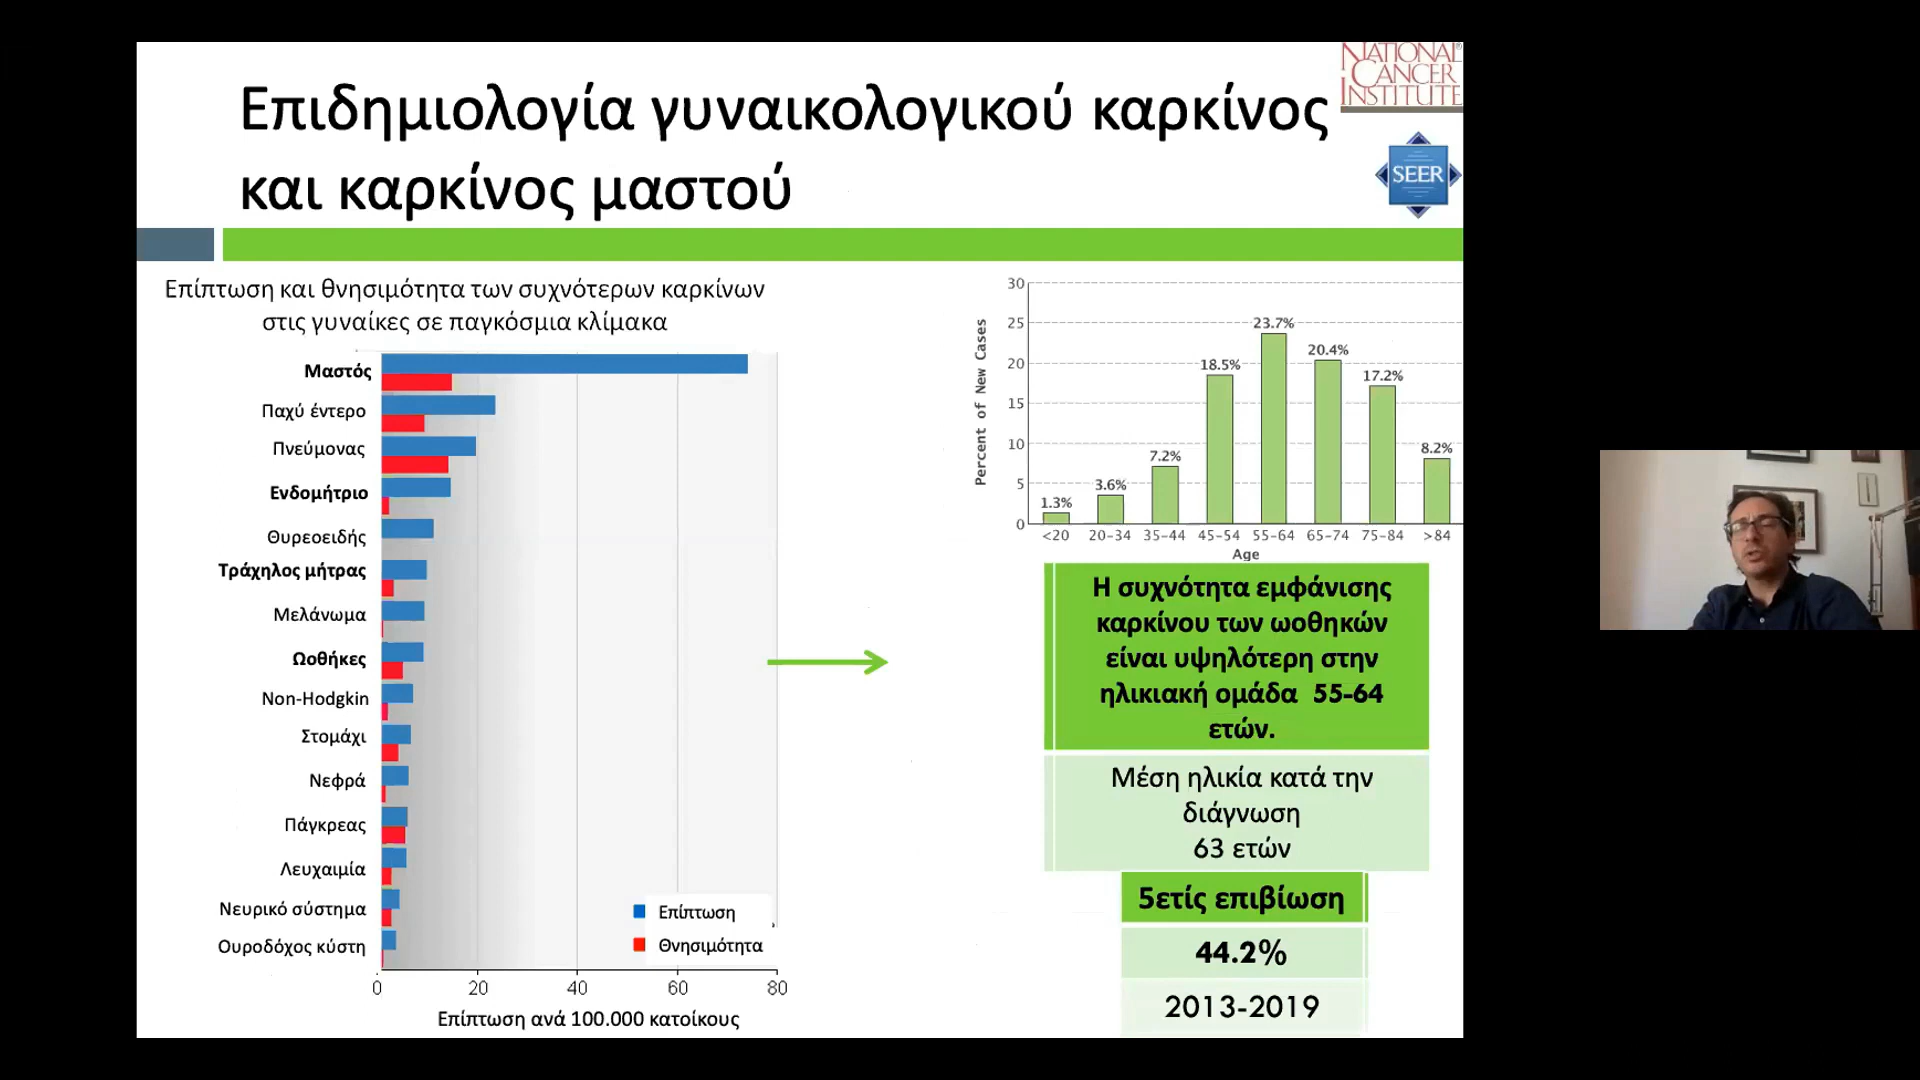 Επιδημιολογία γυναικολογικού καρκίνος
και καρκίνος μαστού
NATIONAL®
CANCER
INSTITUTE
SEER
Επίπτωση και θνησιμότητα των συχνότερων καρκίνων
στις γυναίκες σε παγκόσμια κλίμακα
Μαστός
Παχύ έντερο
Πνεύμονας
Ενδομήτριο
Θυρεοειδής
Τράχηλος μήτρας
Μελάνωμα
Ωοθήκες
Non-Hodgkin
Στομάχι
Νεφρά
Πάγκρεας
Λευχαιμία
Νευρικό σύστημα
Ουροδόχος κύστη
Επίπτωση
Θνησιμότητα
0 20 40 60 80
Επίπτωση ανά 100.000 κατοίκους
Percent of New Cases
30
25
20
15
10
5
0
1.3% 3.6% 7.2% 18.5% 23.7% 20.4% 17.2% 8.2%
<20 20-34 35-44 45-54 55-64 65-74 75-84 >84
Age
Η συχνότητα εμφάνισης
καρκίνου των ωοθηκών
είναι υψηλότερη στην
ηλικιακή ομάδα 55-64
ετών.
Μέση ηλικία κατά την
διάγνωση
63 ετών
5ετίς επιβίωση
44.2%
2013-2019